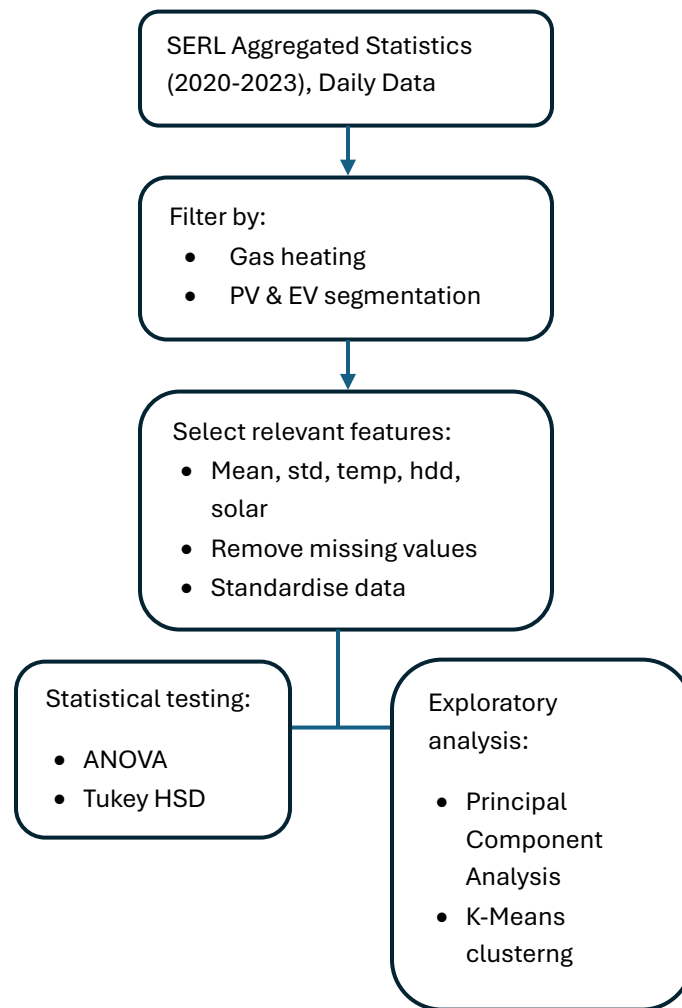 SERL Aggregated Statistics
(2020-2023), Daily Data
Filter by:
• Gas heating
• PV & EV segmentation
Select relevant features:
• Mean, std, temp, hdd,
solar
• Remove missing values
• Standardise data
Statistical testing:
• ANOVA
• Tukey HSD
Exploratory
analysis:
• Principal
Component
Analysis
• K-Means
clusterng